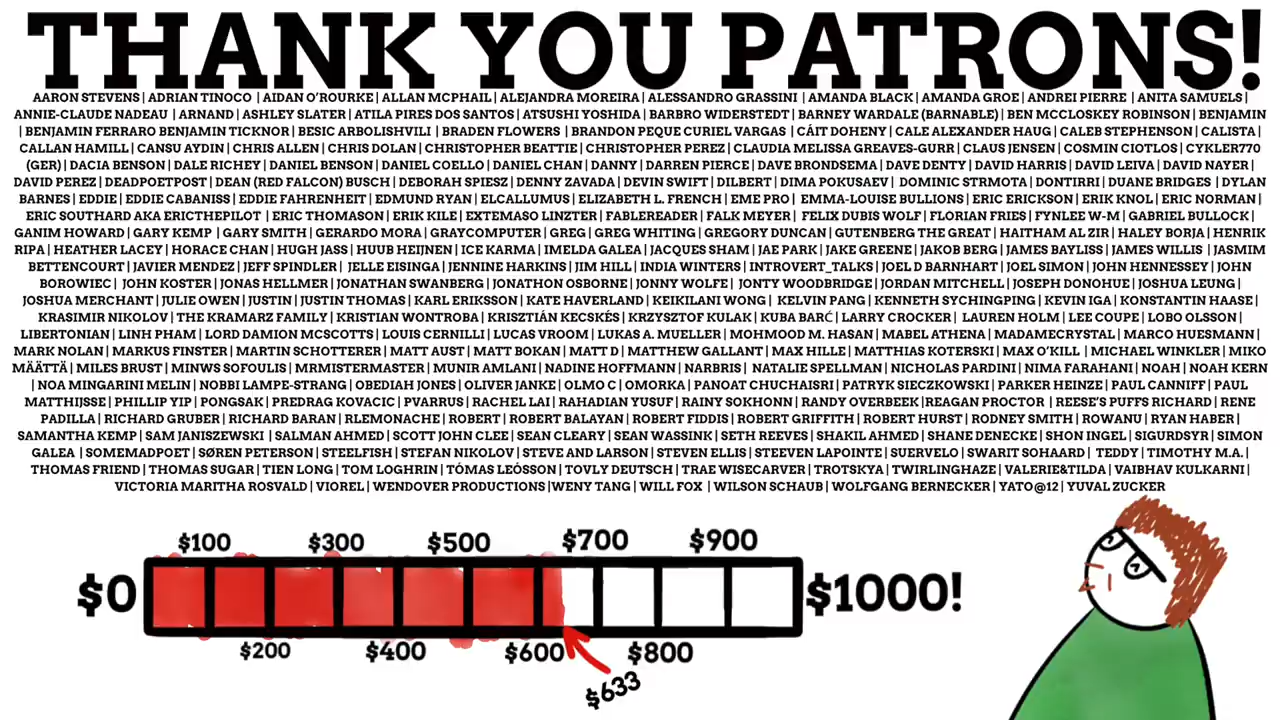 THANK YOU PATRONS!
AARON STEVENS | ADRIAN TINOCO | AIDAN O'ROURKE | ALLAN MCPHAIL | ALEJANDRA MOREIRA | ALESSANDRO GRASSINI | AMANDA BLACK | AMANDA GROE | ANDREI PIERRE | ANITA SAMUELS |
ANNIE-CLAUDE NADEAU | ARNAND | ASHLEY SLATER | ATILA PIRES DOS SANTOS | ATSUSHI YOSHIDA | BARBRO WIDERSTEDT | BARNEY WARDALE (BARNABLE) | BEN MCCLOSKEY ROBINSON | BENJAMIN
| BENJAMIN FERRARO BENJAMIN TICKNOR | BESIC ARBOLISHVILI | BRADEN FLOWERS | BRANDON PEQUE CURIEL VARGAS | CÁIT DOHENY | CALE ALEXANDER HAUG | CALEB STEPHENSON | CALISTA |
CALLAN HAMILL | CANSU AYDIN | CHRIS ALLEN | CHRIS DOLAN | CHRISTOPHER BEATTIE | CHRISTOPHER PEREZ | CLAUDIA MELISSA GREAVES-GURR | CLAUS JENSEN | COSMIN CIOTLOS | CYKLER770
(GER) | DACIA BENSON | DALE RICHEY | DANIEL BENSON | DANIEL COELLO | DANIEL CHAN | DANNY | DARREN PIERCE | DAVE BRONDSEMA | DAVE DENTY | DAVID HARRIS | DAVID LEIVA | DAVID NAYER |
DAVID PEREZ | DEADPOETPOST | DEAN (RED FALCON) BUSCH | DEBORAH SPIESZ | DENNY ZAVADA | DEVIN SWIFT | DILBERT | DIMA POKUSAEV | DOMINIC STRMOTA | DONTIRRI | DUANE BRIDGES | DYLAN
BARNES | EDDIE | EDDIE CABANISS | EDDIE FAHRENHEIT | EDMUND RYAN | ELCALLUMUS | ELIZABETH L. FRENCH | EME PRO | EMMA-LOUISE BULLIONS | ERIC ERICKSON | ERIK KNOL | ERIC NORMAN |
ERIC SOUTHARD AKA ERICTHEPILOT | ERIC THOMASON | ERIK KILE | EXTEMASO LINZTER | FABLEREADER | FALK MEYER | FELIX DUBIS WOLF | FLORIAN FRIES | FYNLEE W-M | GABRIEL BULLOCK |
GANIM HOWARD | GARY KEMP | GARY SMITH | GERARDO MORA | GRAYCOMPUTER | GREG | GREG WHITING | GREGORY DUNCAN | GUTENBERG THE GREAT | HAITHAM AL ZIR | HALEY BORJA | HENRIK
RIPA | HEATHER LACEY | HORACE CHAN | HUGH JASS | HUUB HEIJNEN | ICE KARMA | IMELDA GALEA | JACQUES SHAM | JAE PARK | JAKE GREENE | JAKOB BERG | JAMES BAYLISS | JAMES WILLIS | JASMIM
BETTENCOURT | JAVIER MENDEZ | JEFF SPINDLER | JELLE EISINGA | JENNINE HARKINS | JIM HILL | INDIA WINTERS | INTROVERT_TALKS | JOEL D BARNHART | JOEL SIMON | JOHN HENNESSEY | JOHN
BOROWIEC | JOHN KOSTER | JONAS HELLMER | JONATHAN SWANBERG | JONATHON OSBORNE | JONNY WOLFE | JONTY WOODBRIDGE | JORDAN MITCHELL | JOSEPH DONOHUE | JOSHUA LEUNG |
JOSHUA MERCHANT | JULIE OWEN | JUSTIN | JUSTIN THOMAS | KARL ERIKSSON | KATE HAVERLAND | KEIKILANI WONG | KELVIN PANG | KENNETH SYCHINGPING | KEVIN IGA | KONSTANTIN HAASE |
KRASIMIR NIKOLOV | THE KRAMARZ FAMILY | KRISTIAN WONTROBA | KRISZTIÁN KECSKÉS | KRZYSZTOF KULAK | KUBA BARĆ | LARRY CROCKER | LAUREN HOLM | LEE COUPE | LOBO OLSSON |
LIBERTONIAN | LINH PHAM | LORD DAMION MCSCOTTS | LOUIS CERNILLI | LUCAS VROOM | LUKAS A. MUELLER | MOHMOOD M. HASAN | MABEL ATHENA | MADAMECRYSTAL | MARCO HUESMANN |
MARK NOLAN | MARKUS FINSTER | MARTIN SCHOTTERER | MATT AUST | MATT BOKAN | MATT D | MATTHEW GALLANT | MAX HILLE | MATTHIAS KOTERSKI | MAX O'KILL | MICHAEL WINKLER | MIKO
MÄÄTTÄ | MILES BRUST | MINWS SOFOULIS | MRMISTERMASTER | MUNIR AMLANI | NADINE HOFFMANN | NARBRIS | NATALIE SPELLMAN | NICHOLAS PARDINI | NIMA FARAHANI | NOAH | NOAH KERN
| NOA MINGARINI MELIN | NOBBI LAMPE-STRANG | OBEDIAH JONES | OLIVER JANKE | OLMO C | OMORKA | PANOAT CHUCHAISRI | PATRYK SIECZKOWSKI | PARKER HEINZE | PAUL CANNIFF | PAUL
MATTHIJSSE | PHILLIP YIP | PONGSAK | PREDRAG KOVACIC | PVARRUS | RACHEL LAI | RAHADIAN YUSUF | RAINY SOKHONN | RANDY OVERBEEK |REAGAN PROCTOR | REESE'S PUFFS RICHARD | RENE
PADILLA | RICHARD GRUBER | RICHARD BARAN | RLEMONACHE | ROBERT | ROBERT BALAYAN | ROBERT FIDDIS | ROBERT GRIFFITH | ROBERT HURST | RODNEY SMITH | ROWANU | RYAN HABER |
SAMANTHA KEMP | SAM JANISZEWSKI | SALMAN AHMED | SCOTT JOHN CLEE | SEAN CLEARY | SEAN WASSINK | SETH REEVES | SHAKIL AHMED | SHANE DENECKE | SHON INGEL | SIGURDSYR | SIMON
GALEA | SOMEMADPOET | SØREN PETERSON | STEELFISH | STEFAN NIKOLOV | STEVE AND LARSON | STEVEN ELLIS | STEEVEN LAPOINTE | SUERVELO | SWARIT SOHAARD | TEDDY | TIMOTHY M.A. |
THOMAS FRIEND | THOMAS SUGAR | TIEN LONG | TOM LOGHRIN | TÓMAS LEÓSSON | TOVLY DEUTSCH | TRAE WISECARVER | TROTSKYA | TWIRLINGHAZE | VALERIE&TILDA | VAIBHAV KULKARNI |
VICTORIA MARITHA ROSVALD | VIOREL | WENDOVER PRODUCTIONS |WENY TANG | WILL FOX | WILSON SCHAUB | WOLFGANG BERNECKER | YATO@12 | YUVAL ZUCKER
$100 $300 $500 $700 $900
$0 $1000!
$200 $400 $600 $800
$633